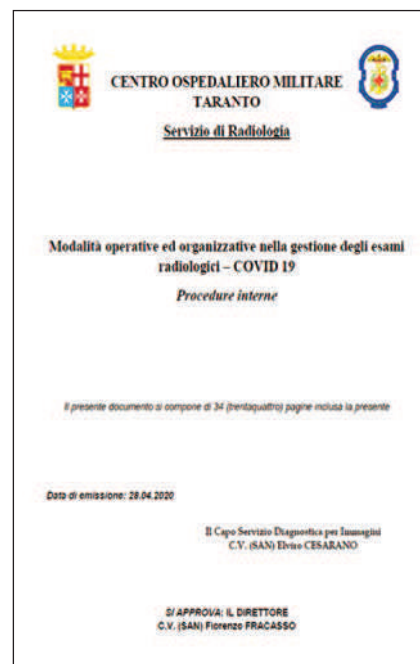 CENTRO OSPEDALIERO MILITARE
TARANTO
Servizio di Radiologia
Modalità operative ed organizzative nella gestione degli esami
radiologici – COVID 19
Procedure interne
Il presente documento si compone di 34 (trentaquattro) pagine inclusa la presente
Data di emissione: 28.04.2020
Il Capo Servizio Diagnostica per Immagini
C.V. (SAN) Elviro CESARANO
SI APPROVA: IL DIRETTORE
C.V. (SAN) Fiorenzo FRACASSO